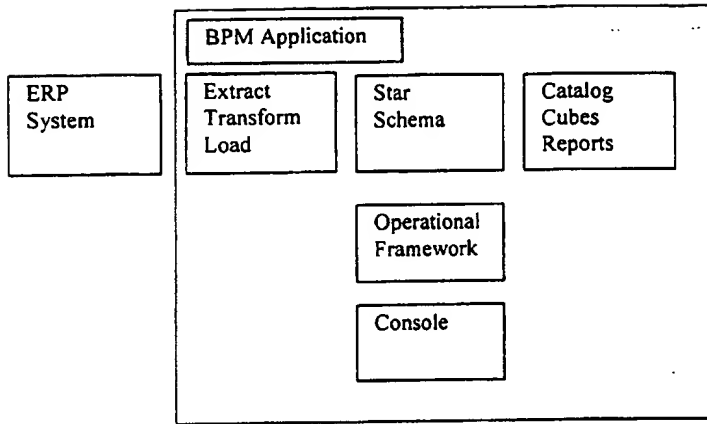 BPM Application
ERP
System
Extract
Transform
Load
Star
Schema
Catalog
Cubes
Reports
Operational
Framework
Console